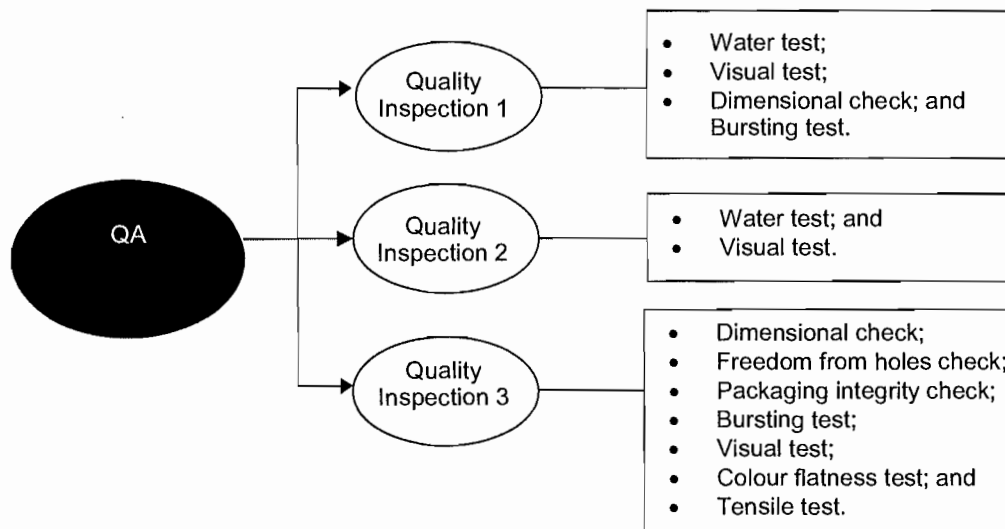 QA
Quality
Inspection 1
• Water test;
• Visual test;
• Dimensional check; and
Bursting test.
Quality
Inspection 2
• Water test; and
• Visual test.
Quality
Inspection 3
• Dimensional check;
• Freedom from holes check;
• Packaging integrity check;
• Bursting test;
• Visual test;
• Colour flatness test; and
• Tensile test.